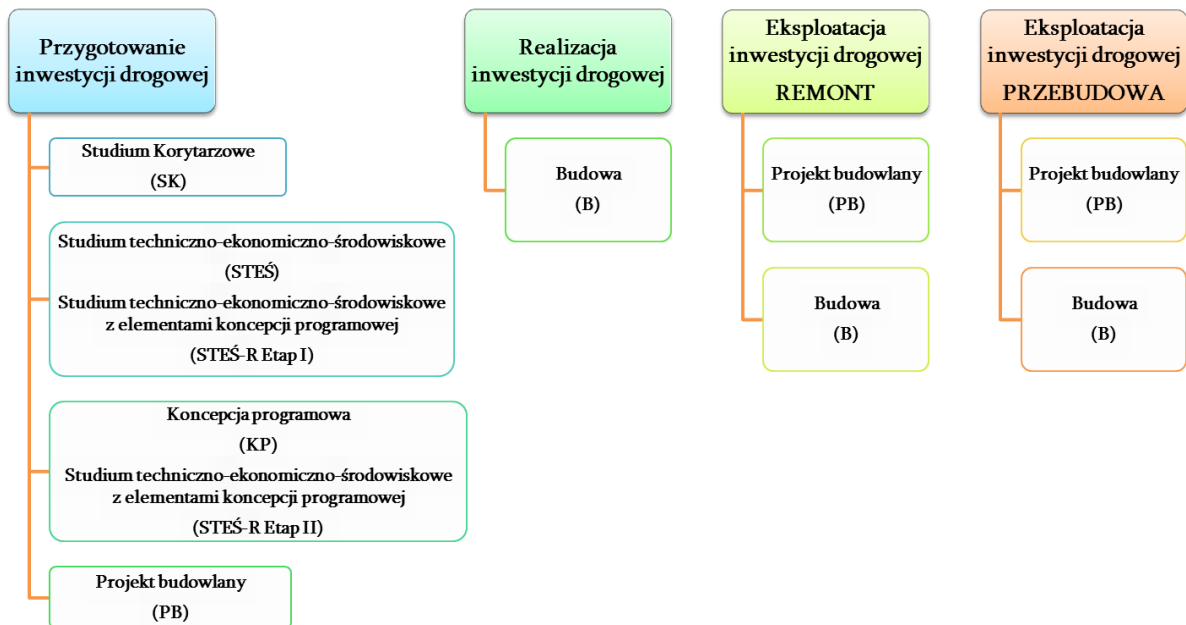 Przygotowanie
inwestycji drogowej
Studium Korytarzowe
(SK)
Studium techniczno-ekonomiczno-środowiskowe
(STEŚ)
Studium techniczno-ekonomiczno-środowiskowe
z elementami koncepcji programowej
(STEŚ-R Etap I)
Koncepcja programowa
(KP)
Studium techniczno-ekonomiczno-środowiskowe
z elementami koncepcji programowej
(STEŚ-R Etap II)
Projekt budowlany
(PB)
Realizacja
inwestycji drogowej
Budowa
(B)
Eksploatacja
inwestycji drogowej
REMONT
Projekt budowlany
(PB)
Budowa
(B)
Eksploatacja
inwestycji drogowej
PRZEBUDOWA
Projekt budowlany
(PB)
Budowa
(B)